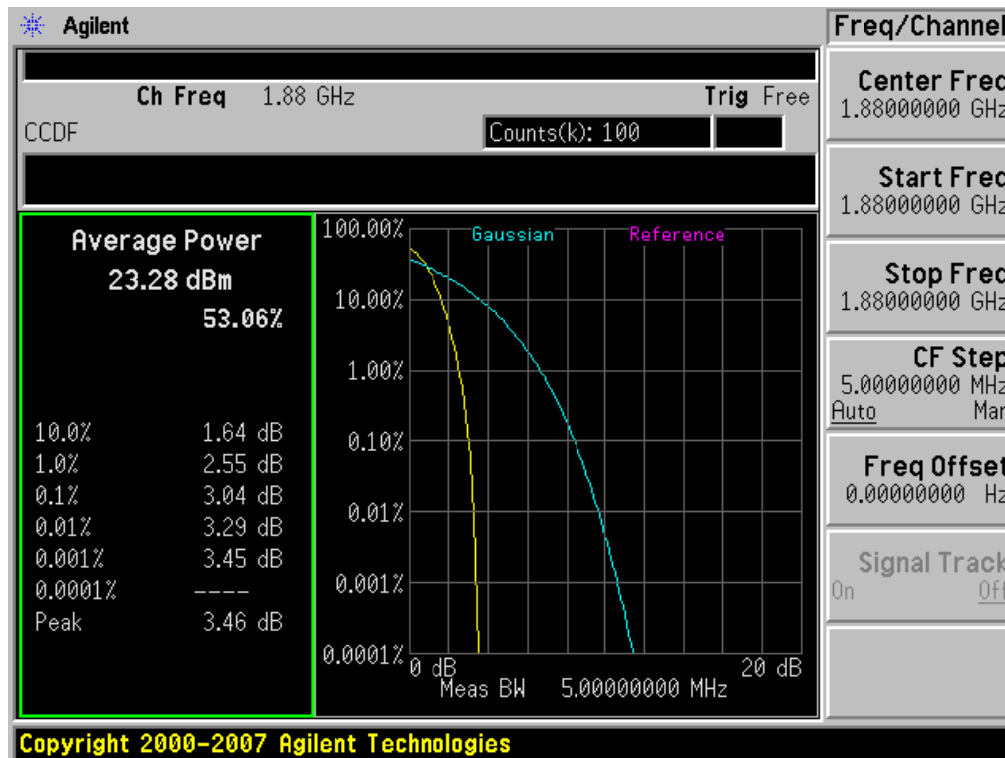 Agilent
Freq/Channel
Ch Freq 1.88 GHz Trig Free
CCDF Counts(k): 100
Average Power
23.28 dBm
53.06%
10.0% 1.64 dB
1.0% 2.55 dB
0.1% 3.04 dB
0.01% 3.29 dB
0.001% 3.45 dB
0.0001% ----
Peak 3.46 dB
Gaussian Reference
100.00%
10.00%
1.00%
0.10%
0.01%
0.001%
0.0001%
0 dB 20 dB
Meas BW 5.00000000 MHz
Center Freq
1.88000000 GHz
Start Freq
1.88000000 GHz
Stop Freq
1.88000000 GHz
CF Step
5.00000000 MHz
Auto Man
Freq Offset
0.00000000 Hz
Signal Track
On Off
Copyright 2000-2007 Agilent Technologies